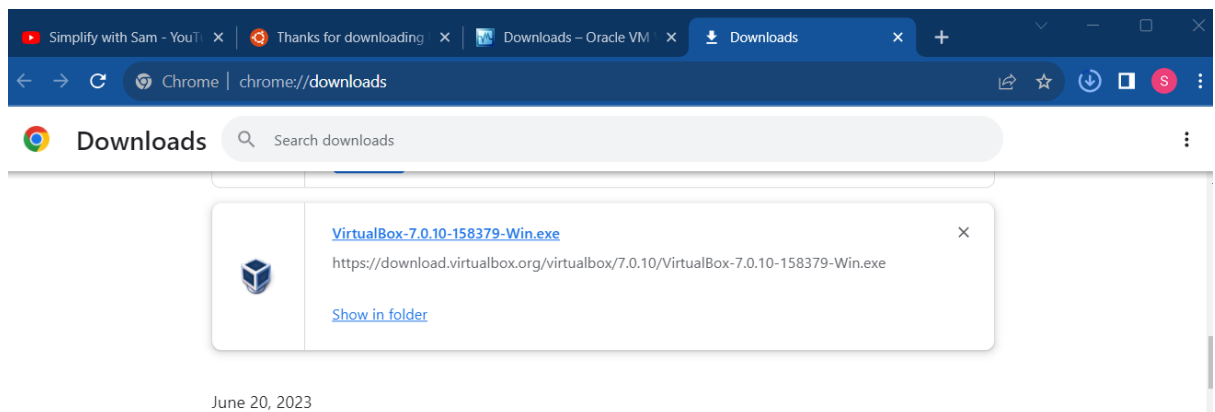 Simplify with Sam - YouTu
Thanks for downloading
Downloads – Oracle VM
Downloads
Chrome | chrome://downloads
S
Downloads
Search downloads
VirtualBox-7.0.10-158379-Win.exe
https://download.virtualbox.org/virtualbox/7.0.10/VirtualBox-7.0.10-158379-Win.exe
Show in folder
June 20, 2023